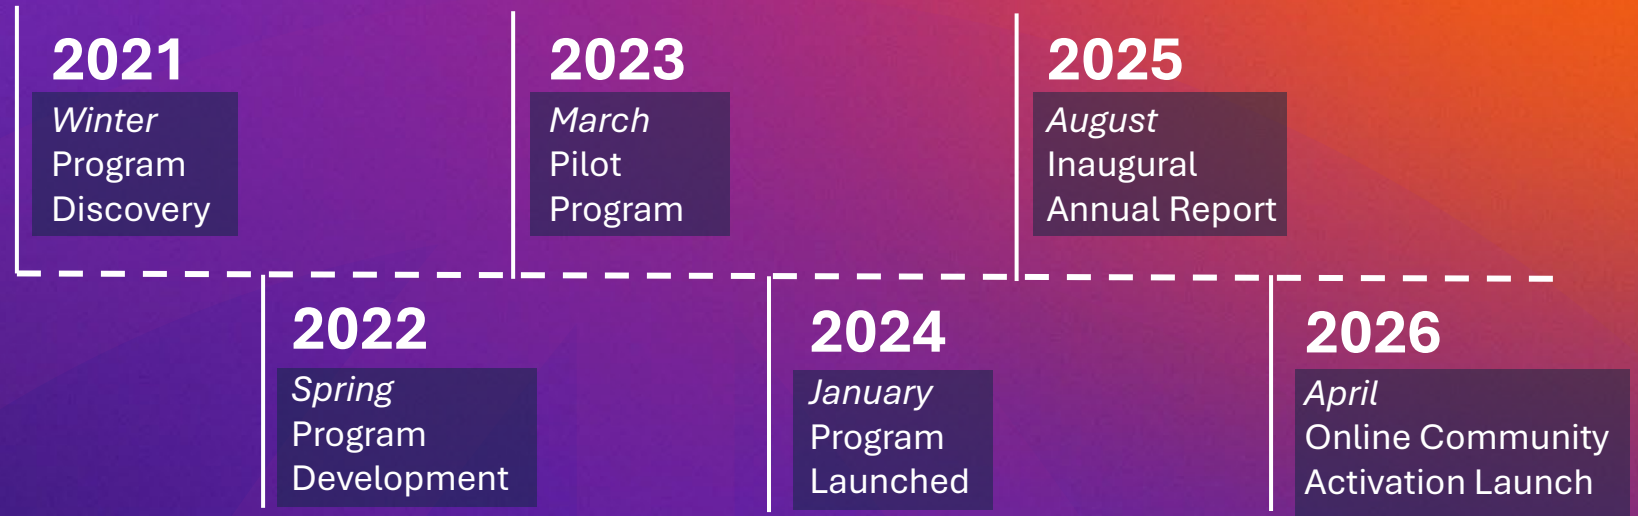 2021
Winter
Program
Discovery
2022
Spring
Program
Development
2023
March
Pilot
Program
2024
January
Program
Launched
2025
August
Inaugural
Annual Report
2026
April
Online Community
Activation Launch